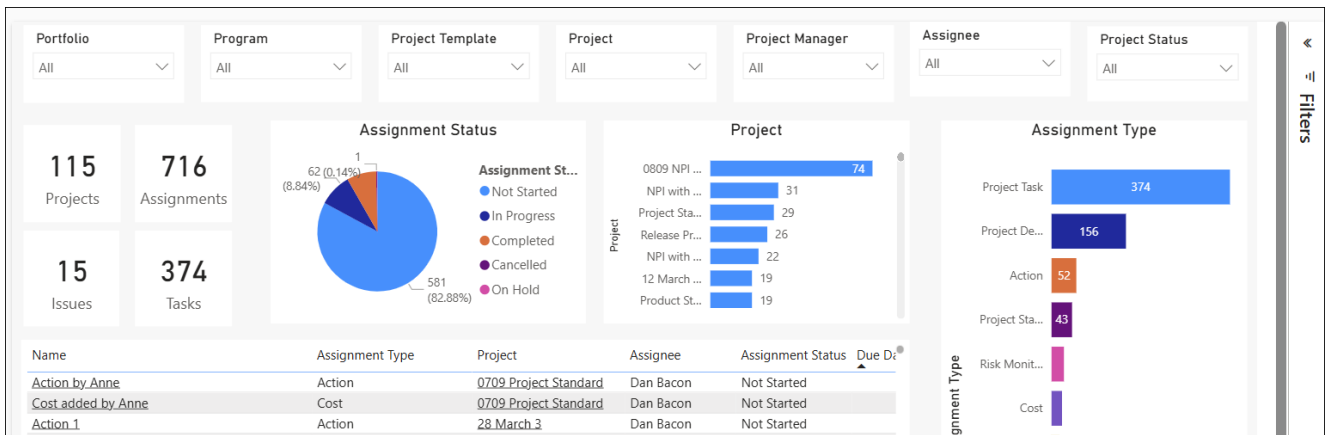 Portfolio
All
Program
All
Project Template
All
Project
All
Project Manager
All
Assignee
All
Project Status
All
Filters
115
Projects
716
Assignments
15
Issues
374
Tasks
Assignment Status
1
(0.14%)
62
(8.84%)
581
(82.88%)
Assignment St...
Not Started
In Progress
Completed
Cancelled
On Hold
Project
Project
0809 NPI ... 74
NPI with ... 31
Project Sta... 29
Release Pr... 26
NPI with ... 22
12 March ... 19
Product St... 19
Assignment Type
Project Task 374
Project De... 156
Action 52
Project Sta... 43
Risk Monit...
Cost
gnment Type
Name Assignment Type Project Assignee Assignment Status Due Da
Action by Anne Action 0709 Project Standard Dan Bacon Not Started
Cost added by Anne Cost 0709 Project Standard Dan Bacon Not Started
Action 1 Action 28 March 3 Dan Bacon Not Started